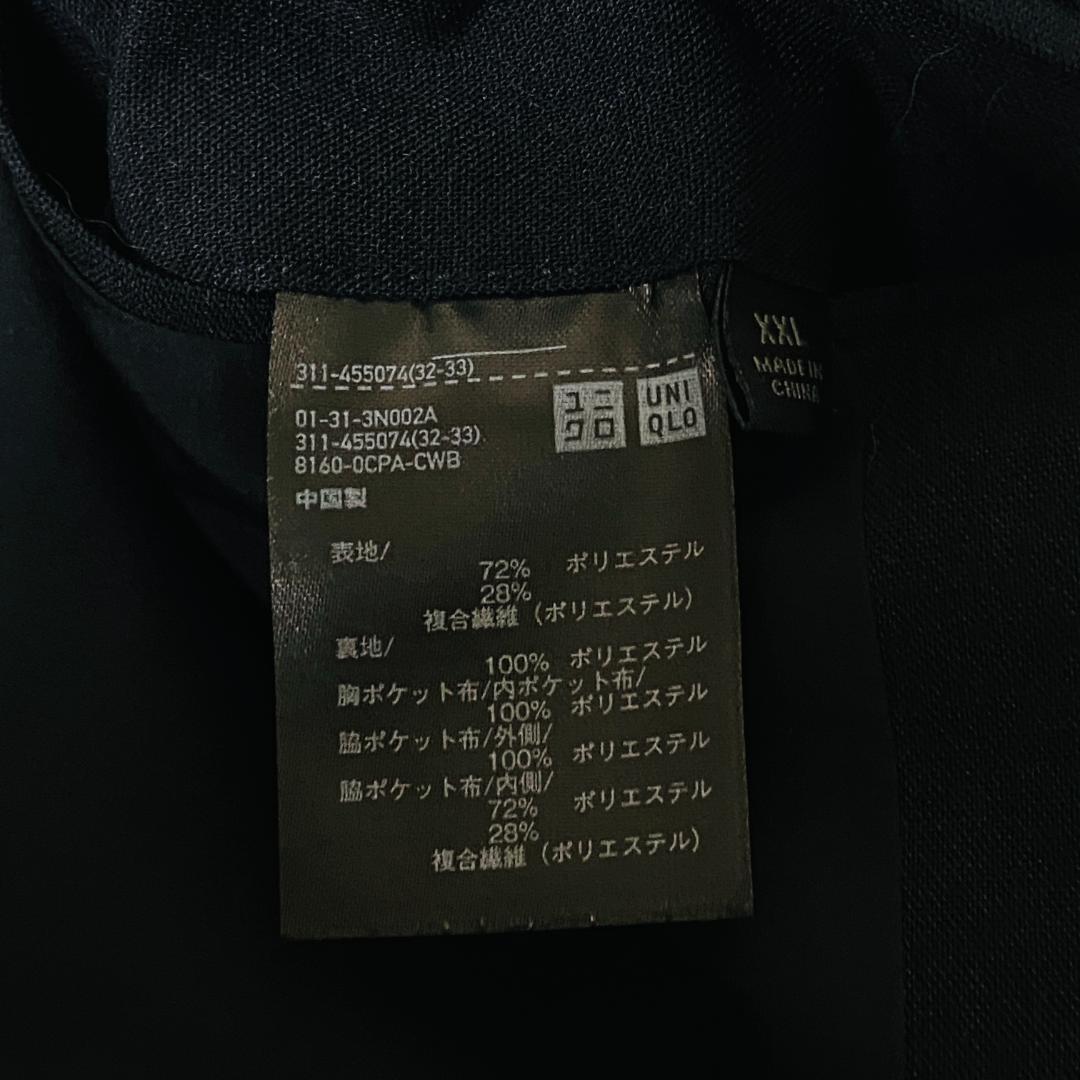 311-455074(32-33)
01-31-3N002A
311-455074(32-33)
8160-0CPA-CWB
中国製
ユニ
クロ
UNI
QLO
XXL
MADE IN
CHINA
表地/
72% ポリエステル
28%
複合繊維（ポリエステル）
裏地/
100% ポリエステル
胸ポケット布/内ポケット布/
100% ポリエステル
脇ポケット布/外側/
100% ポリエステル
脇ポケット布/内側/
72% ポリエステル
28%
複合繊維（ポリエステル）